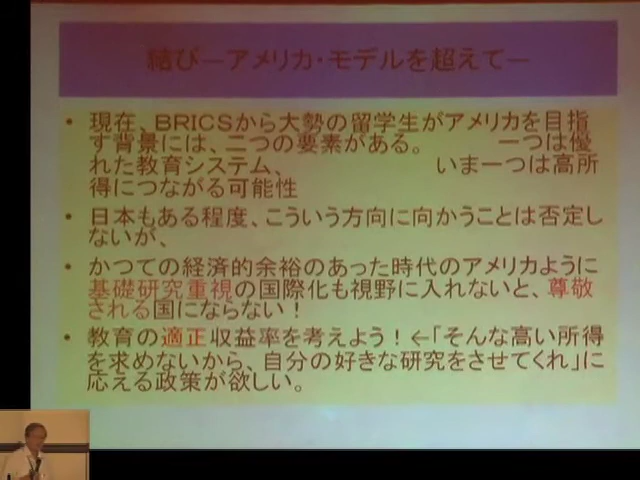 結び―アメリカ・モデルを超えて―
• 現在、BRICSから大勢の留学生がアメリカを目指
す背景には、二つの要素がある。 一つは優
れた教育システム、 いま一つは高所
得につながる可能性
• 日本もある程度、こういう方向に向かうことは否定し
ないが、
• かつての経済的余裕のあった時代のアメリカように
基礎研究重視の国際化も視野に入れないと、尊敬
される国にならない！
• 教育の適正収益率を考えよう！←「そんな高い所得
を求めないから、自分の好きな研究をさせてくれ」に
応える政策が欲しい。